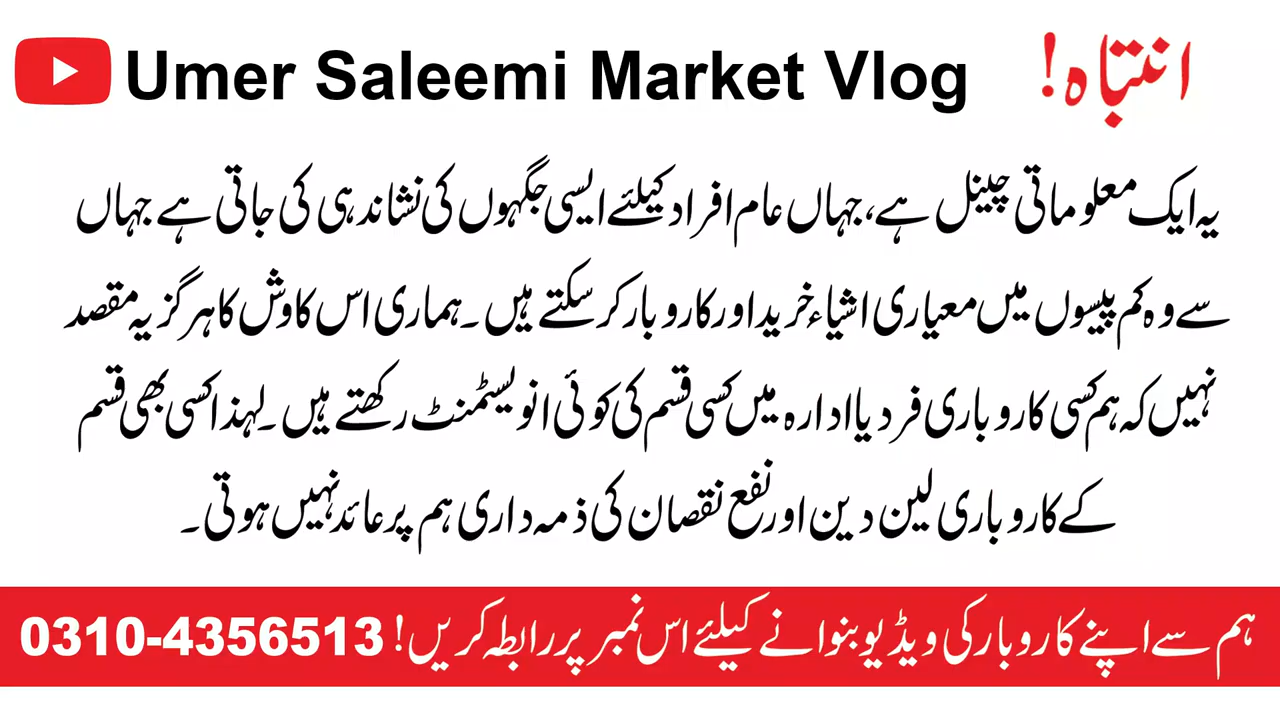 Umer Saleemi Market Vlog
انتباہ!
یہ ایک معلوماتی چینل ہے، جہاں عام افراد کیلئے ایسی جگہوں کی نشاندہی کی جاتی ہے جہاں
سے وہ کم پیسوں میں معیاری اشیاء خرید اور کاروبار کر سکتے ہیں۔ ہماری اس کاوش کا ہر گز یہ مقصد
نہیں کہ ہم کسی کاروباری فرد یا ادارہ میں کسی قسم کی کوئی انویسٹمنٹ رکھتے ہیں۔ لہذا کسی بھی قسم
کے کاروباری لین دین اور نفع نقصان کی ذمہ داری ہم پر عائد نہیں ہوتی۔
ہم سے اپنے کاروبار کی ویڈیو بنوانے کیلئے اس نمبر پر رابطہ کریں! 0310-4356513